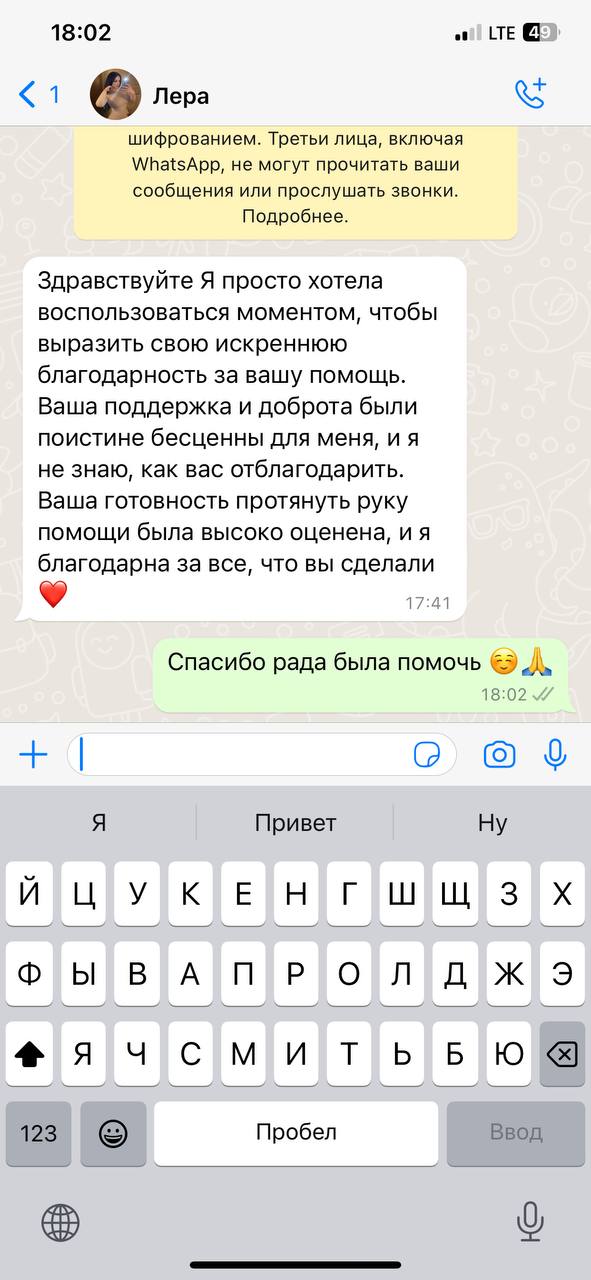 18:02
LTE 49
1 Лера
шифрованием. Третьи лица, включая
WhatsApp, не могут прочитать ваши
сообщения или прослушать звонки.
Подробнее.
Здравствуйте Я просто хотела
воспользоваться моментом, чтобы
выразить свою искреннюю
благодарность за вашу помощь.
Ваша поддержка и доброта были
поистине бесценны для меня, и я
не знаю, как вас отблагодарить.
Ваша готовность протянуть руку
помощи была высоко оценена, и я
благодарна за все, что вы сделали
❤️ 17:41
Спасибо рада была помочь ☺️🙏
18:02
Я Привет Ну
Й Ц У К Е Н Г Ш Щ З Х
Ф Ы В А П Р О Л Д Ж Э
Я Ч С М И Т Ь Б Ю
123 Пробел Ввод